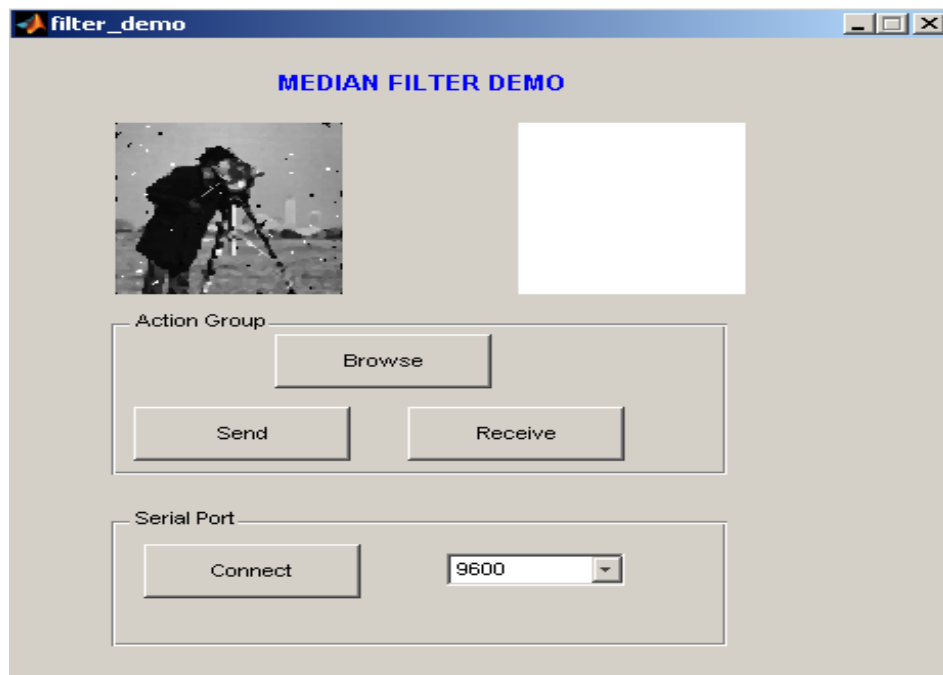 filter_demo
MEDIAN FILTER DEMO
Action Group
Browse
Send
Receive
Serial Port
Connect
9600